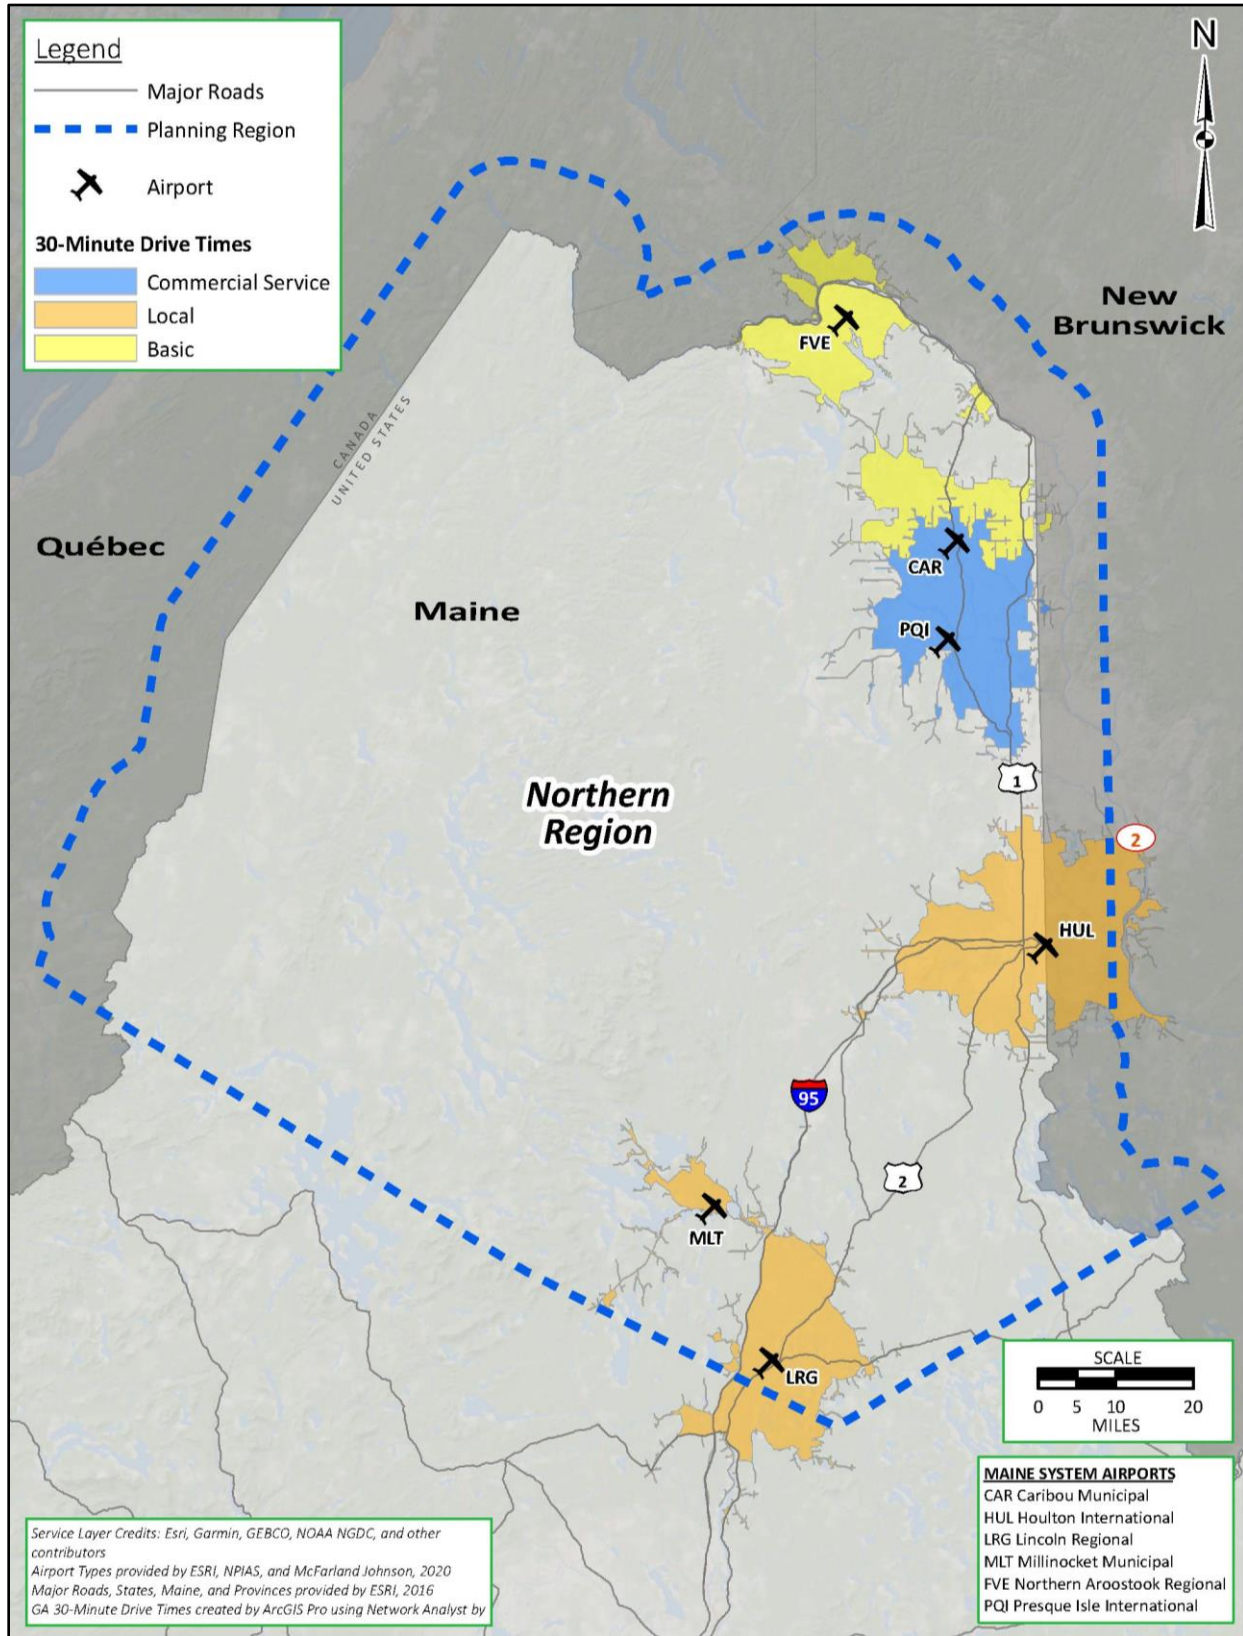 Legend
Major Roads
Planning Region
Airport
30-Minute Drive Times
Commercial Service
Local
Basic
N
New
Brunswick
FVE
CANADA
UNITED STATES
Québec
CAR
Maine
PQI
1
Northern
Region
2
HUL
95
2
MLT
LRG
SCALE
0 5 10 20
MILES
MAINE SYSTEM AIRPORTS
CAR Caribou Municipal
HUL Houlton International
LRG Lincoln Regional
MLT Millinocket Municipal
FVE Northern Aroostook Regional
PQI Presque Isle International
Service Layer Credits: Esri, Garmin, GEBCO, NOAA NGDC, and other
contributors
Airport Types provided by ESRI, NPIAS, and McFarland Johnson, 2020
Major Roads, States, Maine, and Provinces provided by ESRI, 2016
GA 30-Minute Drive Times created by ArcGIS Pro using Network Analyst by